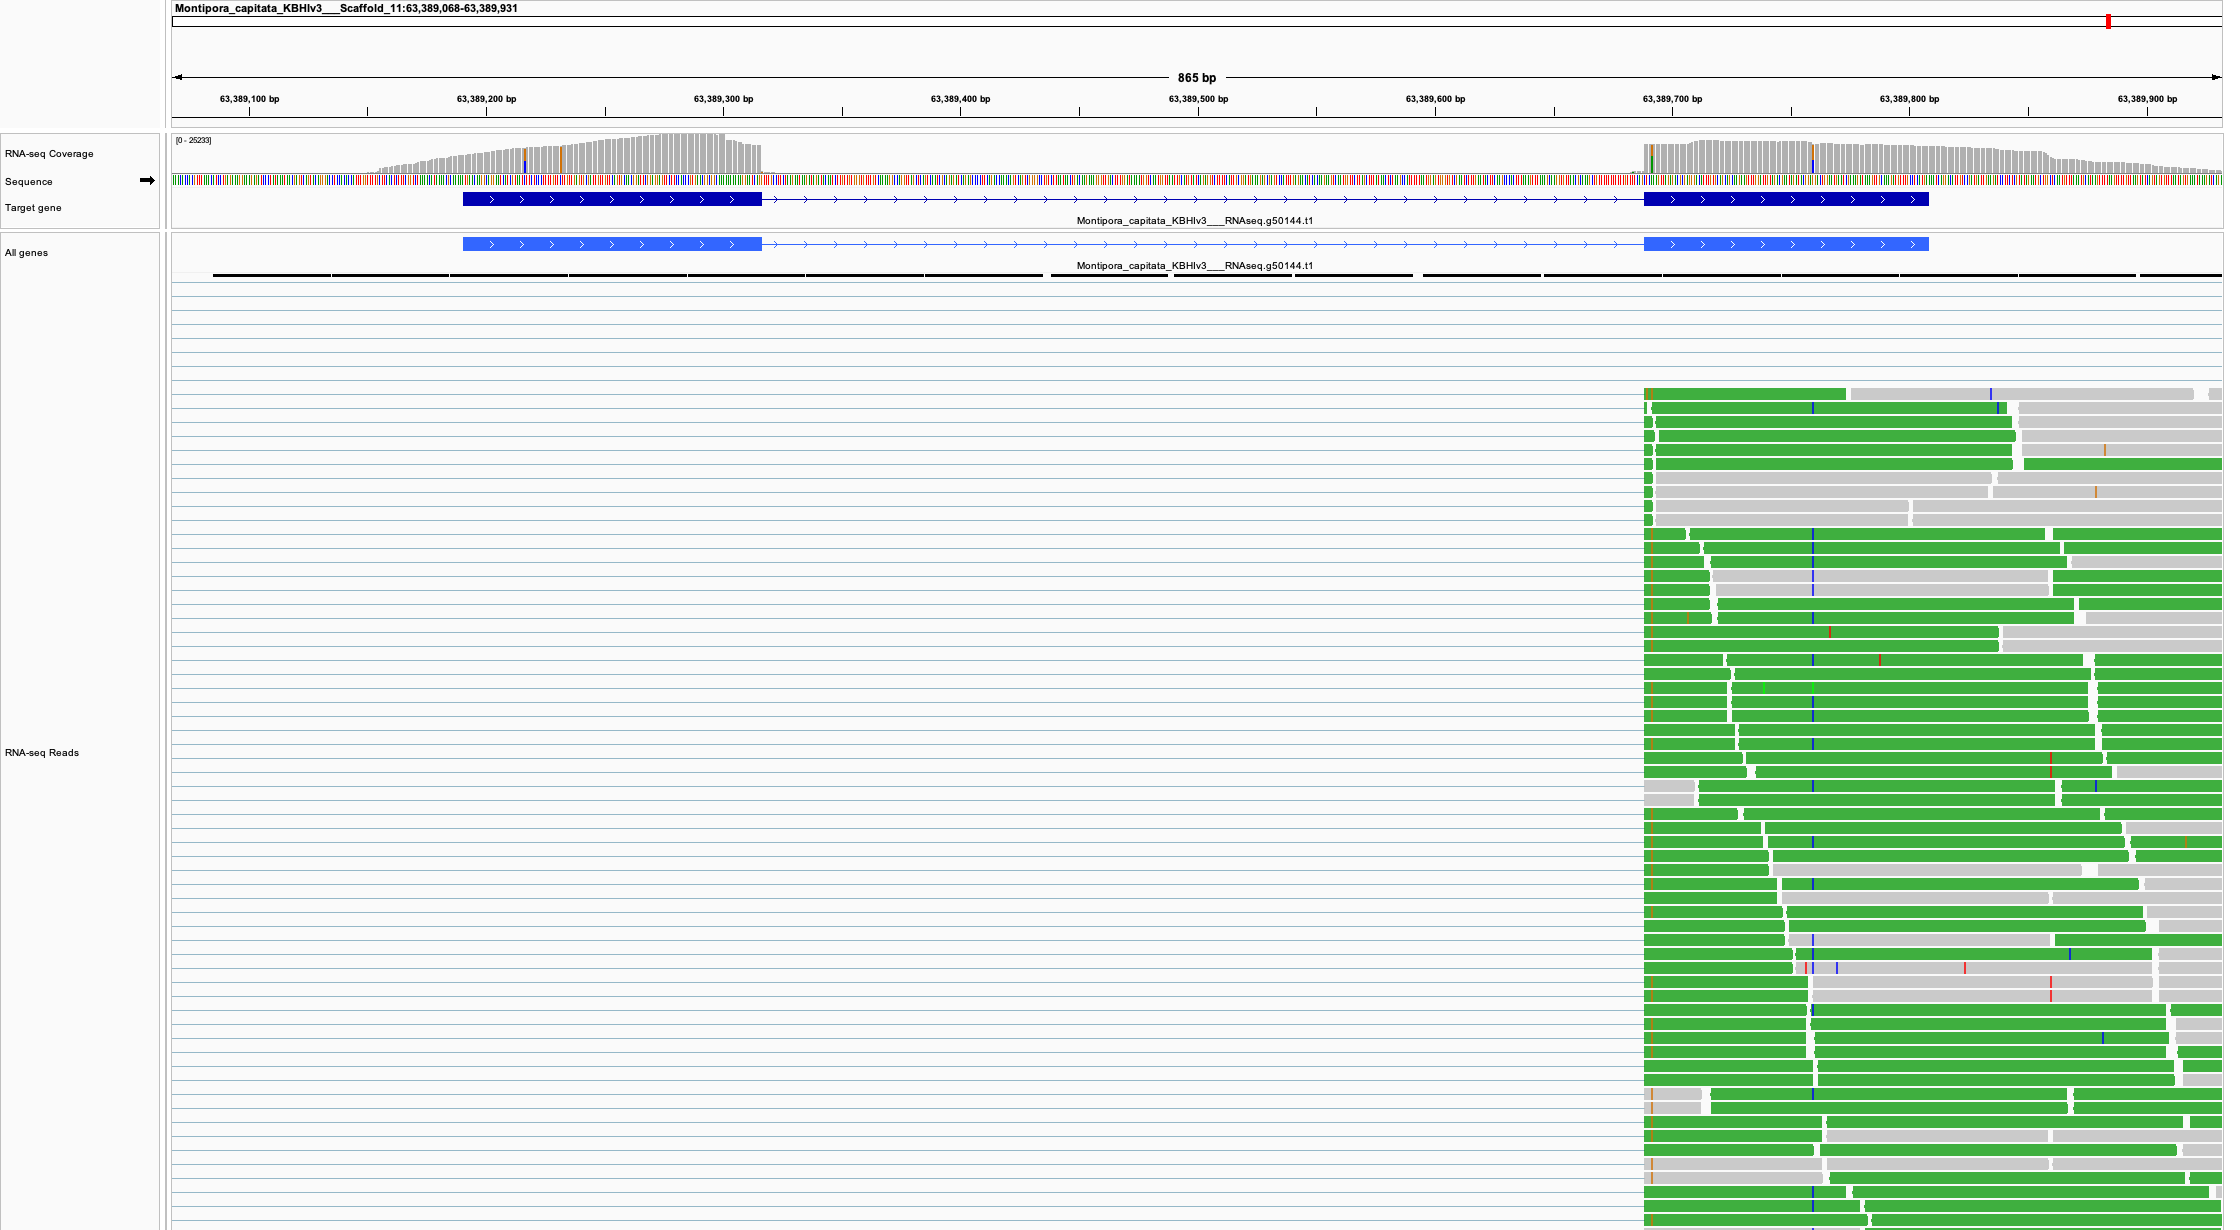 Montipora_capitata_KBHIv3___Scaffold_11:63,389,068-63,389,931
865 bp
63,389,100 bp 63,389,200 bp 63,389,300 bp 63,389,400 bp 63,389,500 bp 63,389,600 bp 63,389,700 bp 63,389,800 bp 63,389,900 bp
[0 - 25233]
RNA-seq Coverage
Sequence
Target gene
Montipora_capitata_KBHIv3___RNAseq.g50144.t1
All genes
Montipora_capitata_KBHIv3___RNAseq.g50144.t1
RNA-seq Reads